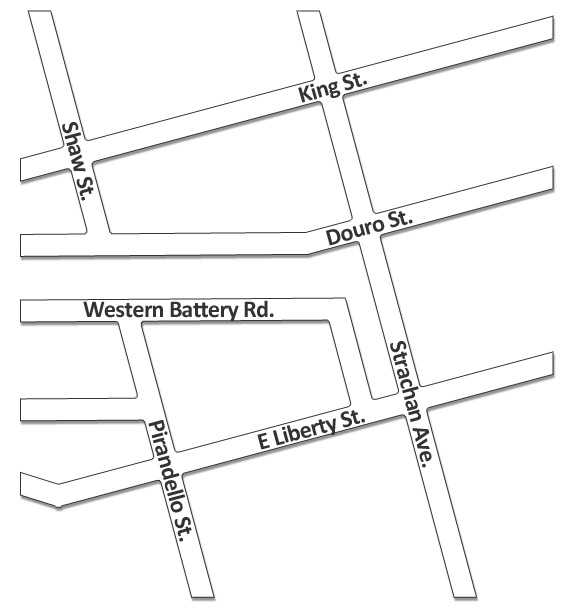 King St.
Shaw St.
Douro St.
Western Battery Rd.
Strachan Ave.
E Liberty St.
Pirandello St.